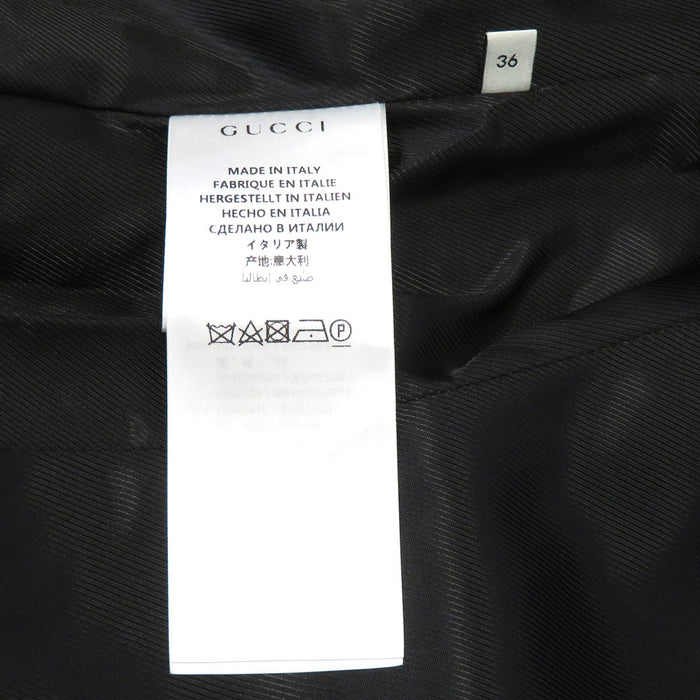 36
GUCCI
MADE IN ITALY
FABRIQUE EN ITALIE
HERGESTELLT IN ITALIEN
HECHO EN ITALIA
СДЕЛАНО В ИТАЛИИ
イタリア製
产地:意大利
صنع في إيطاليا
P